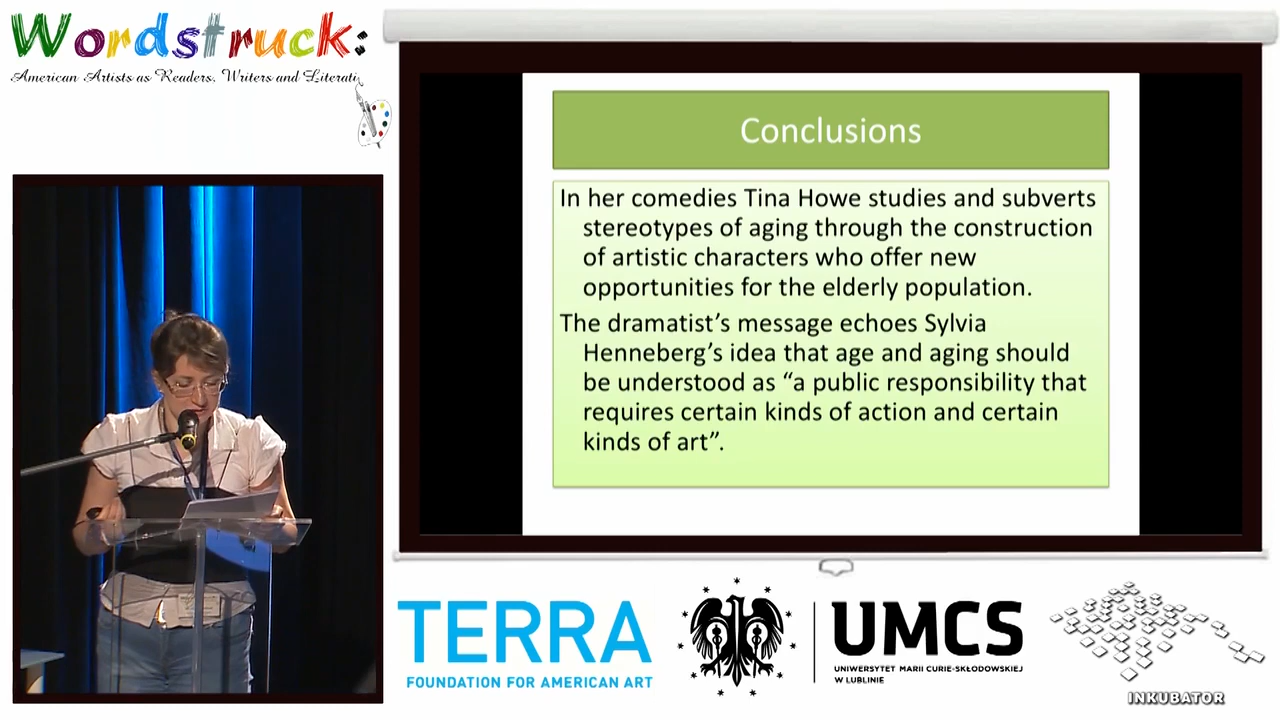 Wordstruck:
American Artists as Readers, Writers and Literati
Conclusions
In her comedies Tina Howe studies and subverts
stereotypes of aging through the construction
of artistic characters who offer new
opportunities for the elderly population.
The dramatist’s message echoes Sylvia
Henneberg’s idea that age and aging should
be understood as “a public responsibility that
requires certain kinds of action and certain
kinds of art”.
TERRA
FOUNDATION FOR AMERICAN ART
UMCS
UNIWERSYTET MARII CURIE-SKŁODOWSKIEJ
W LUBLINIE
INKUBATOR